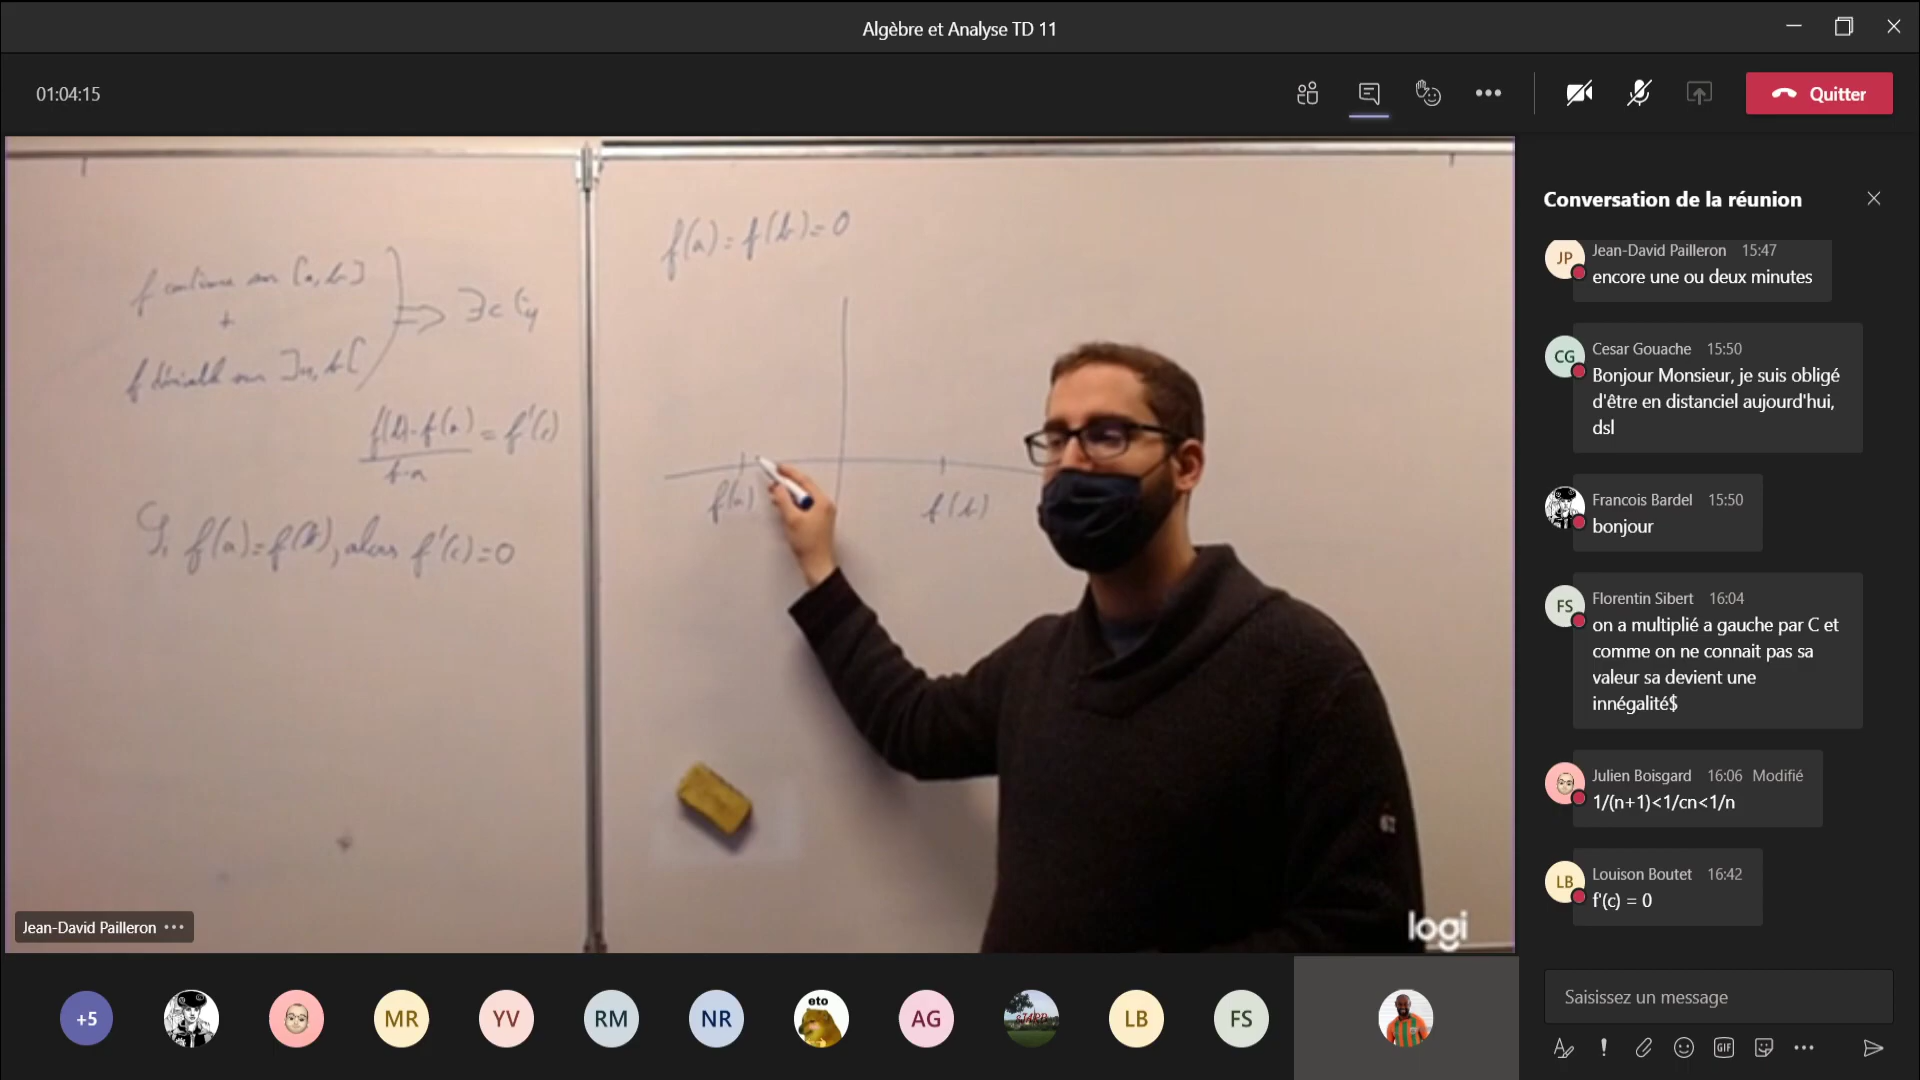 Algèbre et Analyse TD 11
01:04:15
Quitter
f continue sur [a, b]
+
f dérivable sur ]a, b[
⟹ ∃c
f(b)-f(a) = f'(c)
b-a
Si f(a)=f(b), alors f'(c)=0
f(a)=f(b)=0
f(a)
f(b)
logi
Jean-David Pailleron
Conversation de la réunion
JP
Jean-David Pailleron 15:47
encore une ou deux minutes
CG
Cesar Gouache 15:50
Bonjour Monsieur, je suis obligé
d'être en distanciel aujourd'hui,
dsl
Francois Bardel 15:50
bonjour
FS
Florentin Sibert 16:04
on a multiplié a gauche par C et
comme on ne connait pas sa
valeur sa devient une
innégalité$
Julien Boisgard 16:06 Modifié
1/(n+1)<1/cn<1/n
LB
Louison Boutet 16:42
f'(c) = 0
Saisissez un message
GIF
+5
MR
YV
RM
NR
eto
AG
LB
FS